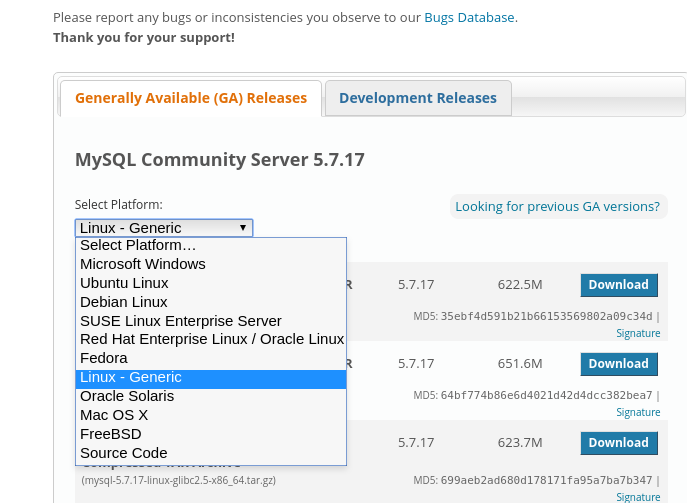 Please report any bugs or inconsistencies you observe to our Bugs Database.
Thank you for your support!
Generally Available (GA) Releases
Development Releases
MySQL Community Server 5.7.17
Select Platform:
Looking for previous GA versions?
Linux - Generic
Select Platform…
Microsoft Windows
Ubuntu Linux
Debian Linux
SUSE Linux Enterprise Server
Red Hat Enterprise Linux / Oracle Linux
Fedora
Linux - Generic
Oracle Solaris
Mac OS X
FreeBSD
Source Code
R 5.7.17 622.5M Download
MD5: 35ebf4d591b21b66153569802a09c34d |
Signature
R 5.7.17 651.6M Download
MD5: 64bf774b86e6d4021d42d4dcc382bea7 |
Signature
5.7.17 623.7M Download
(mysql-5.7.17-linux-glibc2.5-x86_64.tar.gz)
MD5: 699aeb2ad680d178171fa95a7ba7b347 |
Signature